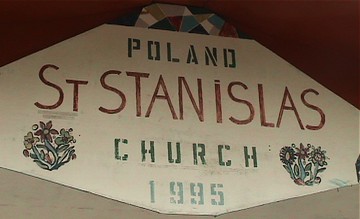 POLAND
ST STANISLAS
CHURCH
1995